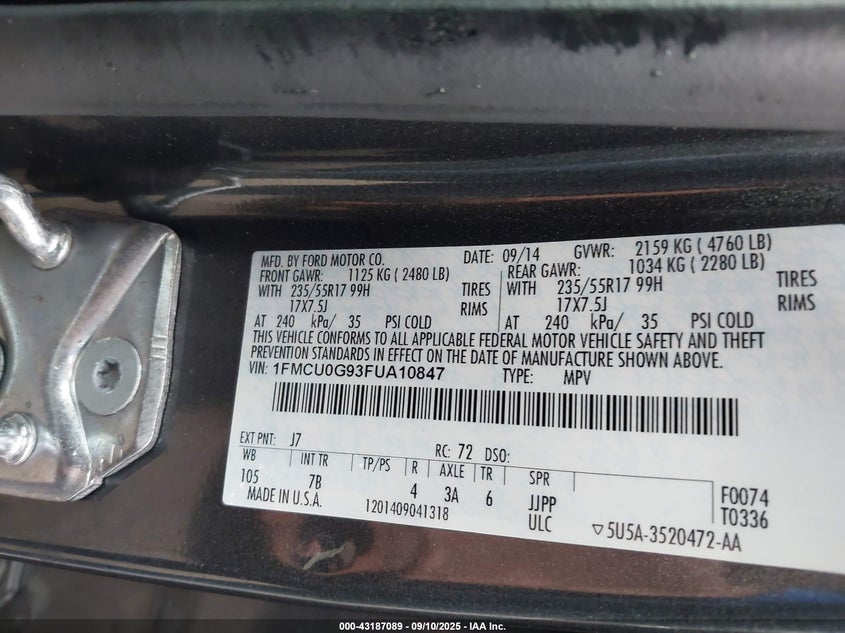 MFD. BY FORD MOTOR CO. DATE: 09/14 GVWR: 2159 KG ( 4760 LB)
FRONT GAWR: 1125 KG ( 2480 LB) REAR GAWR: 1034 KG ( 2280 LB)
WITH 235/55R17 99H TIRES WITH 235/55R17 99H TIRES
17X7.5J RIMS 17X7.5J RIMS
AT 240 kPa/ 35 PSI COLD AT 240 kPa/ 35 PSI COLD
THIS VEHICLE CONFORMS TO ALL APPLICABLE FEDERAL MOTOR VEHICLE SAFETY AND THEFT
PREVENTION STANDARDS IN EFFECT ON THE DATE OF MANUFACTURE SHOWN ABOVE.
VIN: 1FMCU0G93FUA10847 TYPE: MPV
EXT PNT: J7 RC: 72 DSO:
WB INT TR TP/PS R AXLE TR SPR
105 7B 4 3A 6 JJPP F0074
MADE IN U.S.A. 1201409041318 ULC T0336
▽5U5A-3520472-AA
000-43187089 - 09/10/2025 - IAA Inc.